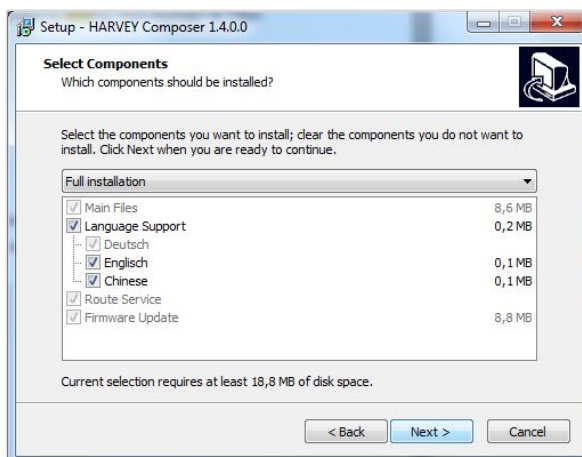 Setup - HARVEY Composer 1.4.0.0
Select Components
Which components should be installed?
Select the components you want to install; clear the components you do not want to
install. Click Next when you are ready to continue.
Full installation
Main Files 8,6 MB
Language Support 0,2 MB
Deutsch
Englisch 0,1 MB
Chinese 0,1 MB
Route Service
Firmware Update 8,8 MB
Current selection requires at least 18,8 MB of disk space.
< Back Next > Cancel